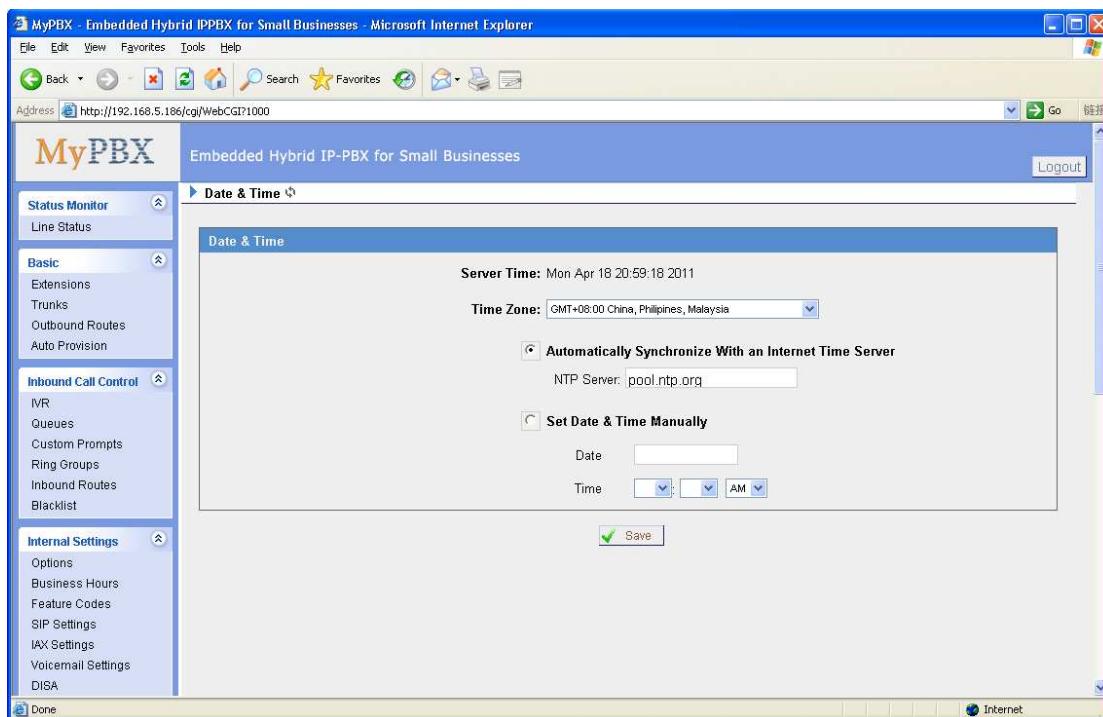 MyPBX - Embedded Hybrid IPPBX for Small Businesses - Microsoft Internet Explorer
File Edit View Favorites Tools Help
Back Search Favorites
Address http://192.168.5.186/cgi/WebCGI?1000 Go 链接
MyPBX
Embedded Hybrid IP-PBX for Small Businesses
Logout
Status Monitor
Line Status
Basic
Extensions
Trunks
Outbound Routes
Auto Provision
Inbound Call Control
IVR
Queues
Custom Prompts
Ring Groups
Inbound Routes
Blacklist
Internal Settings
Options
Business Hours
Feature Codes
SIP Settings
IAX Settings
Voicemail Settings
DISA
Date & Time
Date & Time
Server Time: Mon Apr 18 20:59:18 2011
Time Zone: GMT+08:00 China, Philipines, Malaysia
Automatically Synchronize With an Internet Time Server
NTP Server: pool.ntp.org
Set Date & Time Manually
Date
Time : AM
Save
Done Internet